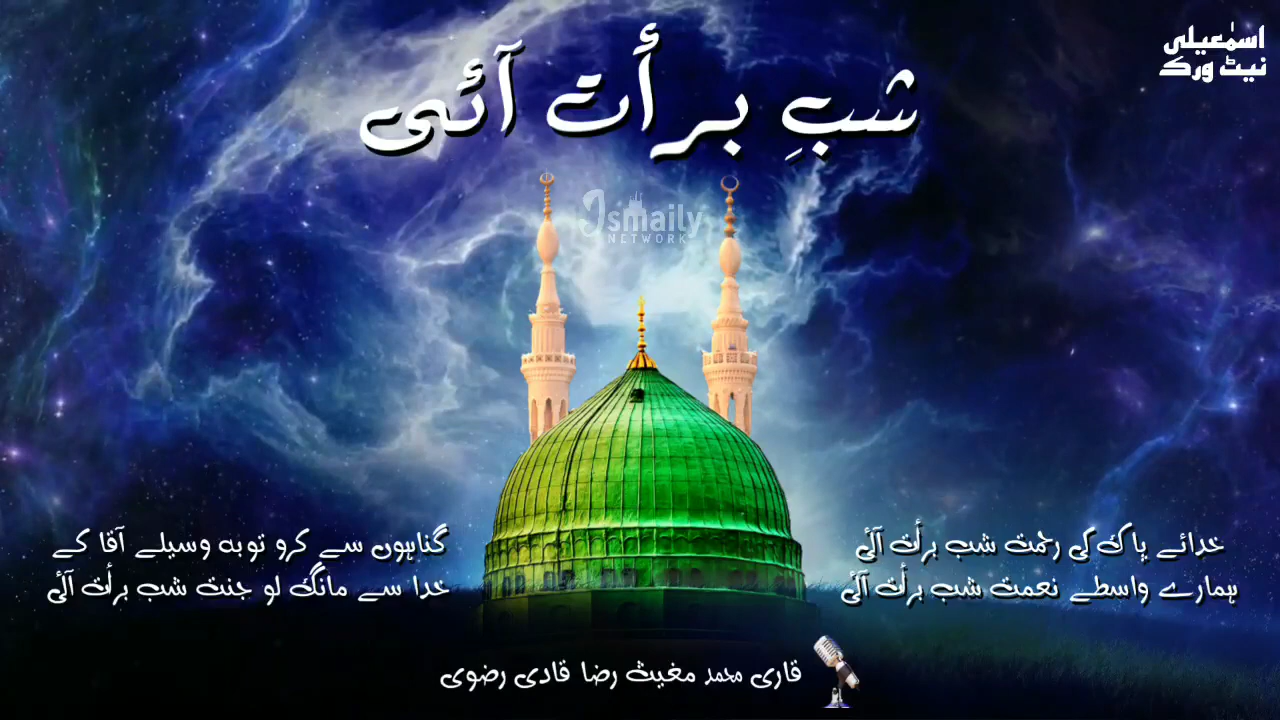 اسمٰعیلی
نیٹ ورک
شبِ برأت آئی
Ismaily
NETWORK
خدائے پاک کی رحمت شب برأت آئی
ہمارے واسطے نعمت شب برأت آئی
گناہوں سے کرو توبہ وسیلے آقا کے
خدا سے مانگ لو جنت شب برأت آئی
قاری محمد مغیث رضا قادی رضوی